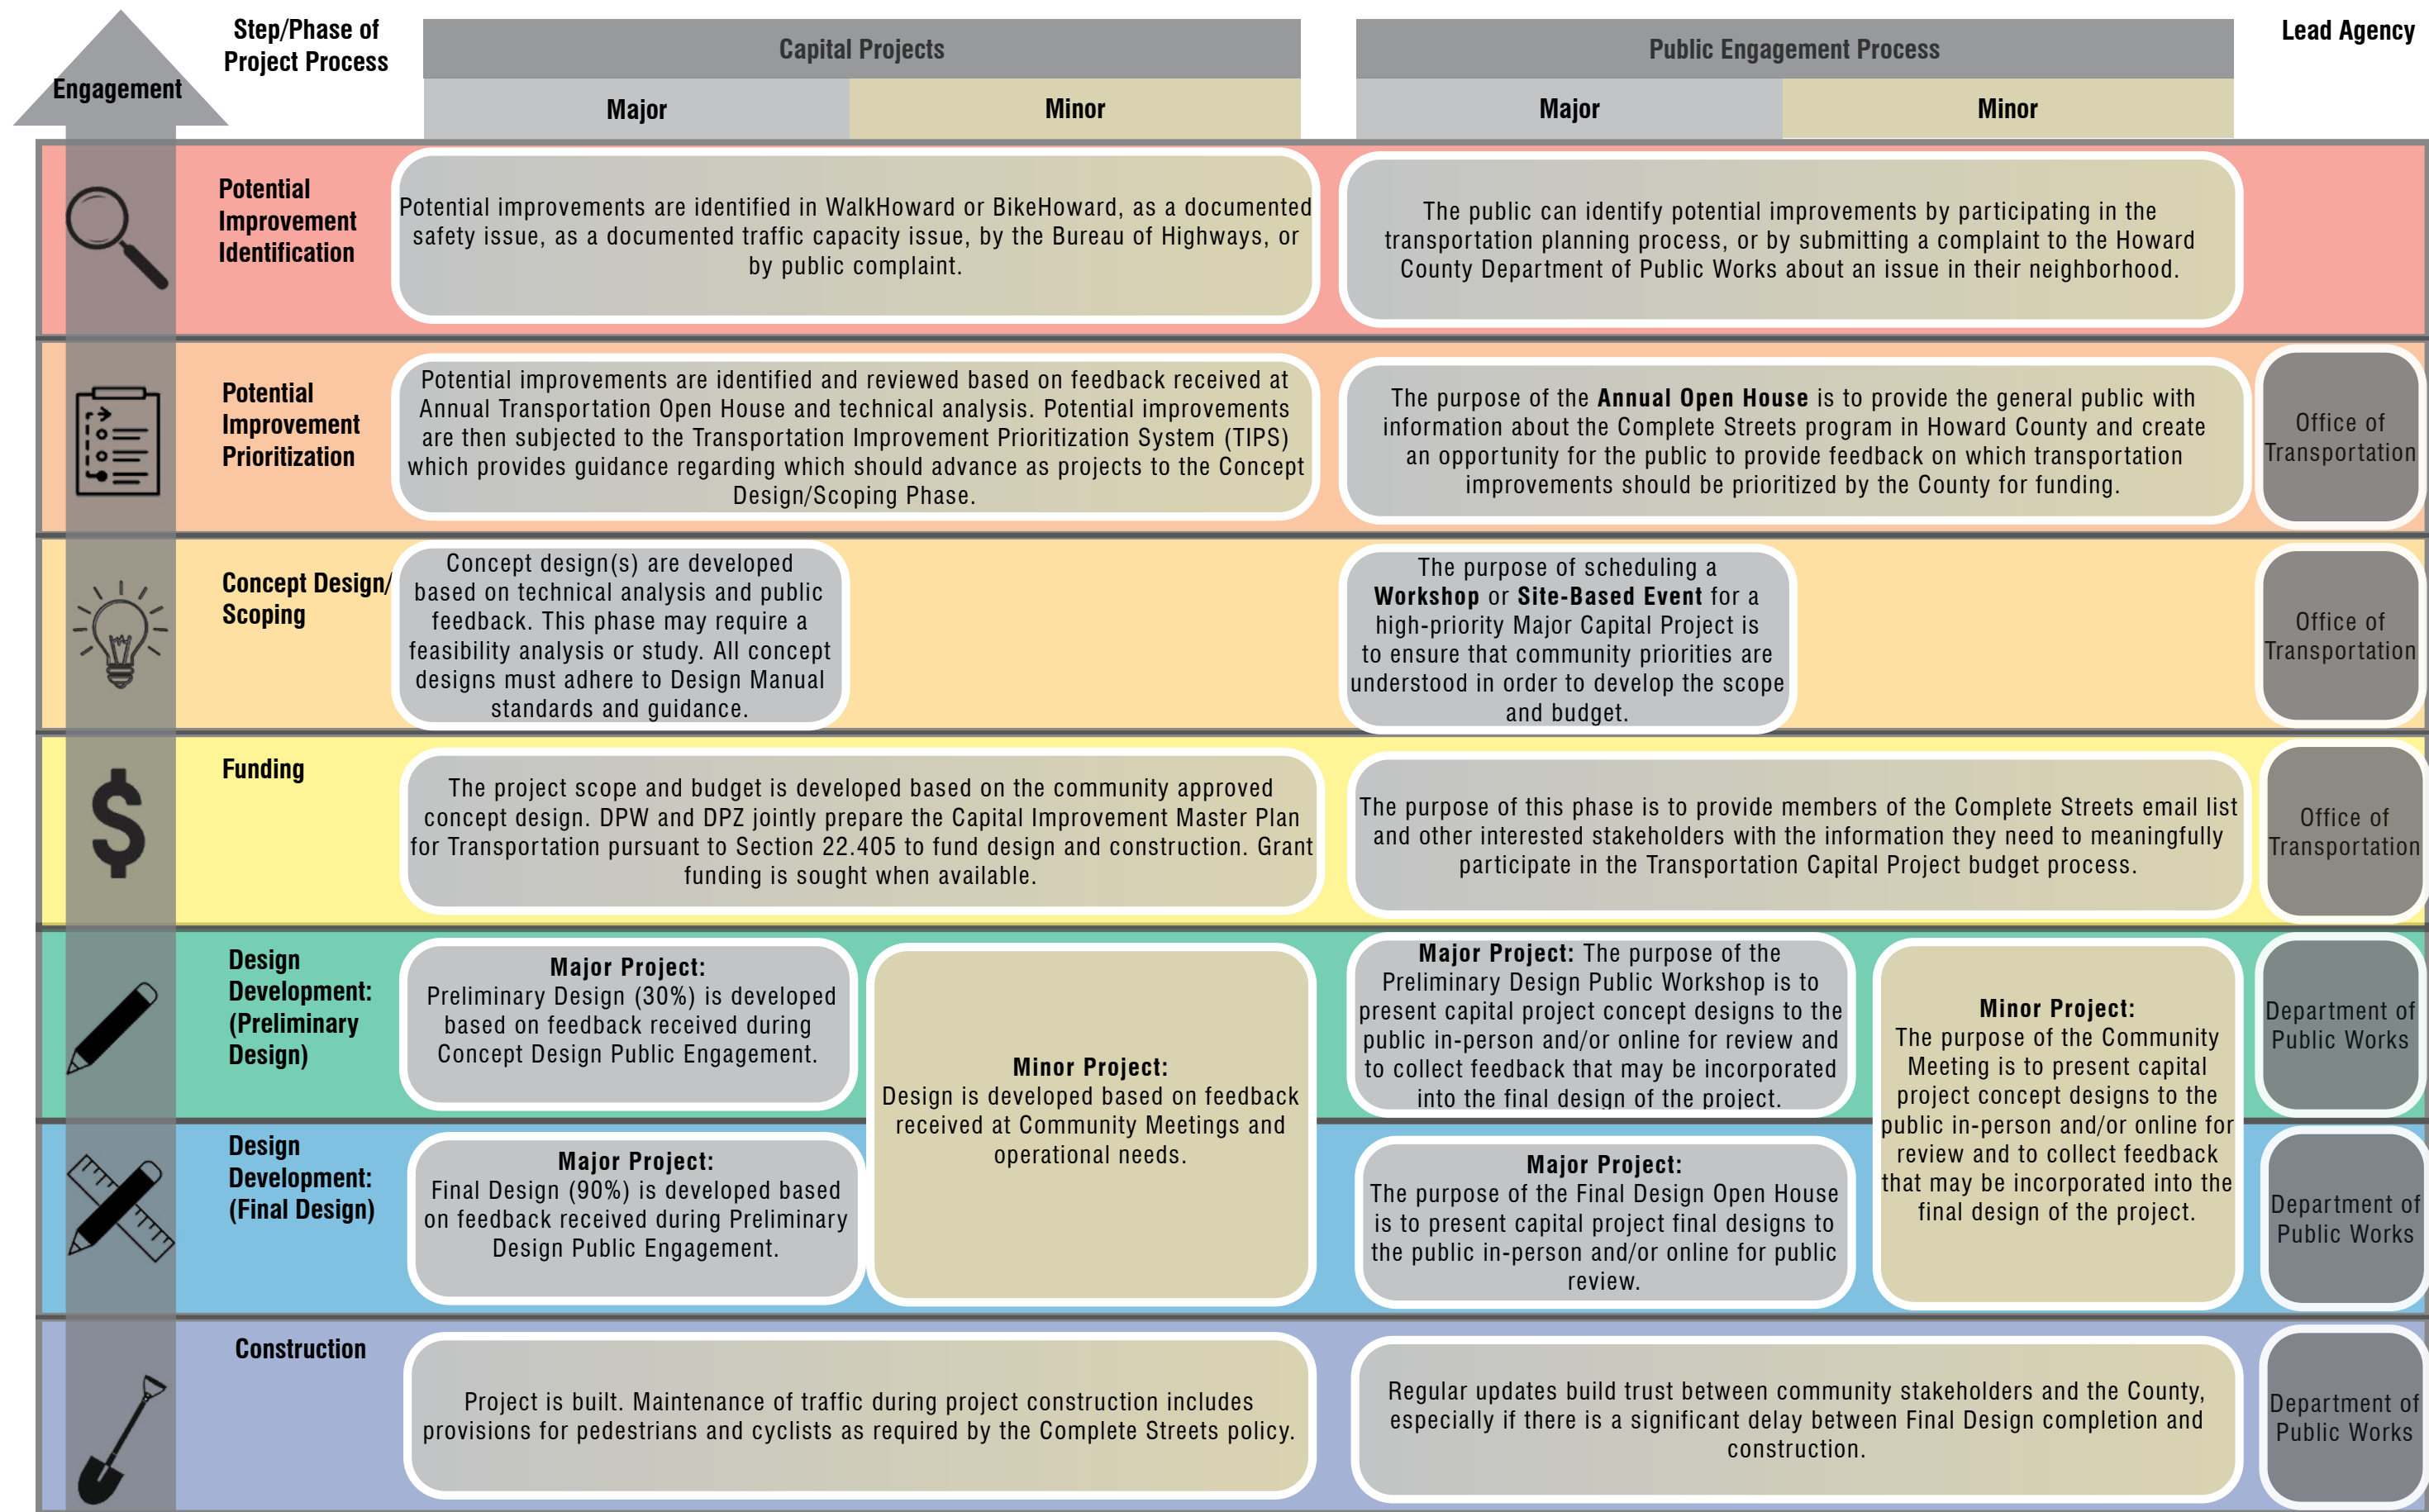 Engagement
Step/Phase of
Project Process
Capital Projects
Major
Minor
Public Engagement Process
Major
Minor
Lead Agency
Potential
Improvement
Identification
Potential improvements are identified in WalkHoward or BikeHoward, as a documented
safety issue, as a documented traffic capacity issue, by the Bureau of Highways, or
by public complaint.
The public can identify potential improvements by participating in the
transportation planning process, or by submitting a complaint to the Howard
County Department of Public Works about an issue in their neighborhood.
Potential
Improvement
Prioritization
Potential improvements are identified and reviewed based on feedback received at
Annual Transportation Open House and technical analysis. Potential improvements
are then subjected to the Transportation Improvement Prioritization System (TIPS)
which provides guidance regarding which should advance as projects to the Concept
Design/Scoping Phase.
The purpose of the Annual Open House is to provide the general public with
information about the Complete Streets program in Howard County and create
an opportunity for the public to provide feedback on which transportation
improvements should be prioritized by the County for funding.
Office of
Transportation
Concept Design/
Scoping
Concept design(s) are developed
based on technical analysis and public
feedback. This phase may require a
feasibility analysis or study. All concept
designs must adhere to Design Manual
standards and guidance.
The purpose of scheduling a
Workshop or Site-Based Event for a
high-priority Major Capital Project is
to ensure that community priorities are
understood in order to develop the scope
and budget.
Office of
Transportation
Funding
The project scope and budget is developed based on the community approved
concept design. DPW and DPZ jointly prepare the Capital Improvement Master Plan
for Transportation pursuant to Section 22.405 to fund design and construction. Grant
funding is sought when available.
The purpose of this phase is to provide members of the Complete Streets email list
and other interested stakeholders with the information they need to meaningfully
participate in the Transportation Capital Project budget process.
Office of
Transportation
Design
Development:
(Preliminary
Design)
Major Project:
Preliminary Design (30%) is developed
based on feedback received during
Concept Design Public Engagement.
Minor Project:
Design is developed based on feedback
received at Community Meetings and
operational needs.
Major Project: The purpose of the
Preliminary Design Public Workshop is to
present capital project concept designs to the
public in-person and/or online for review and
to collect feedback that may be incorporated
into the final design of the project.
Minor Project:
The purpose of the Community
Meeting is to present capital
project concept designs to the
public in-person and/or online for
review and to collect feedback
that may be incorporated into the
final design of the project.
Department of
Public Works
Design
Development:
(Final Design)
Major Project:
Final Design (90%) is developed based
on feedback received during Preliminary
Design Public Engagement.
Major Project:
The purpose of the Final Design Open House
is to present capital project final designs to
the public in-person and/or online for public
review.
Department of
Public Works
Construction
Project is built. Maintenance of traffic during project construction includes
provisions for pedestrians and cyclists as required by the Complete Streets policy.
Regular updates build trust between community stakeholders and the County,
especially if there is a significant delay between Final Design completion and
construction.
Department of
Public Works